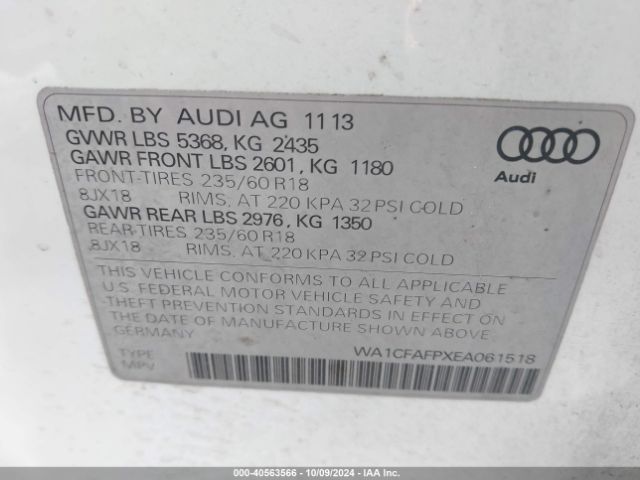 MFD. BY AUDI AG 11 13
GVWR LBS 5368, KG 2435
GAWR FRONT LBS 2601, KG 1180
FRONT-TIRES 235/60 R18
8JX18 RIMS, AT 220 KPA 32 PSI COLD
GAWR REAR LBS 2976, KG 1350
REAR-TIRES 235/60 R18
8JX18 RIMS, AT 220 KPA 32 PSI COLD
Audi
THIS VEHICLE CONFORMS TO ALL APPLICABLE
U.S. FEDERAL MOTOR VEHICLE SAFETY AND
THEFT PREVENTION STANDARDS IN EFFECT ON
THE DATE OF MANUFACTURE SHOWN ABOVE
GERMANY
WA1CFAFPXEA061518
TYPE
MPV
000-40563566 - 10/09/2024 - IAAI.COM